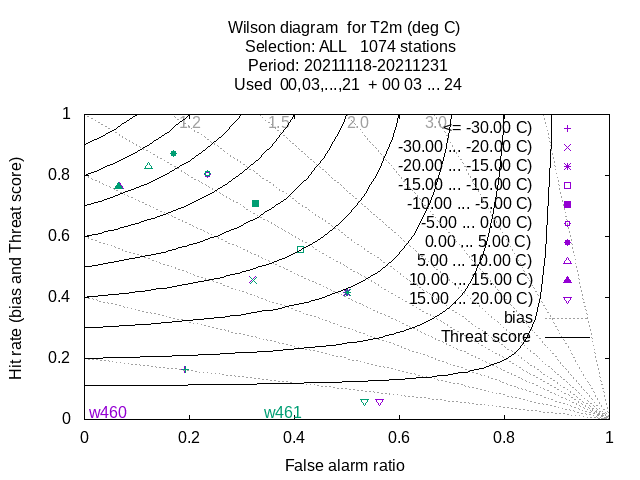 Wilson diagram  for T2m (deg C)
Selection: ALL   1074 stations
Period: 20211118-20211231
Used  00,03,...,21  + 00 03 ... 24
Hit rate (bias and Threat score)
1
0.8
0.6
0.4
0.2
0
1.2
1.5
2.0
3.0
<= -30.00 C)
-30.00 ... -20.00 C)
-20.00 ... -15.00 C)
-15.00 ... -10.00 C)
-10.00 ... -5.00 C)
-5.00 ... 0.00 C)
0.00 ... 5.00 C)
5.00 ... 10.00 C)
10.00 ... 15.00 C)
15.00 ... 20.00 C)
bias
Threat score
w460
w461
0
0.2
0.4
0.6
0.8
1
False alarm ratio